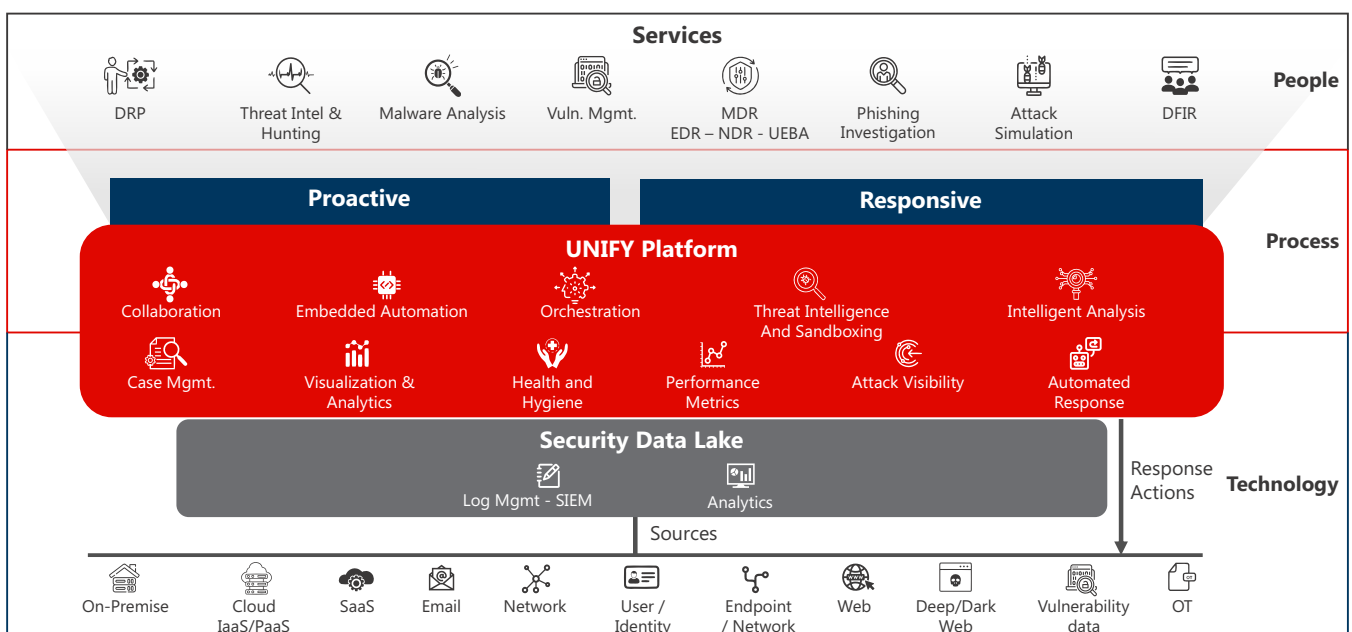 Services
People
DRP
Threat Intel &
Hunting
Malware Analysis
Vuln. Mgmt.
MDR
EDR – NDR - UEBA
Phishing
Investigation
Attack
Simulation
DFIR
Proactive
Responsive
Process
UNIFY Platform
Collaboration
Embedded Automation
Orchestration
Threat Intelligence
And Sandboxing
Intelligent Analysis
Case Mgmt.
Visualization &
Analytics
Health and
Hygiene
Performance
Metrics
Attack Visibility
Automated
Response
Security Data Lake
Log Mgmt - SIEM
Analytics
Response
Actions
Technology
Sources
On-Premise
Cloud
IaaS/PaaS
SaaS
Email
Network
User /
Identity
Endpoint
/ Network
Web
Deep/Dark
Web
Vulnerability
data
OT